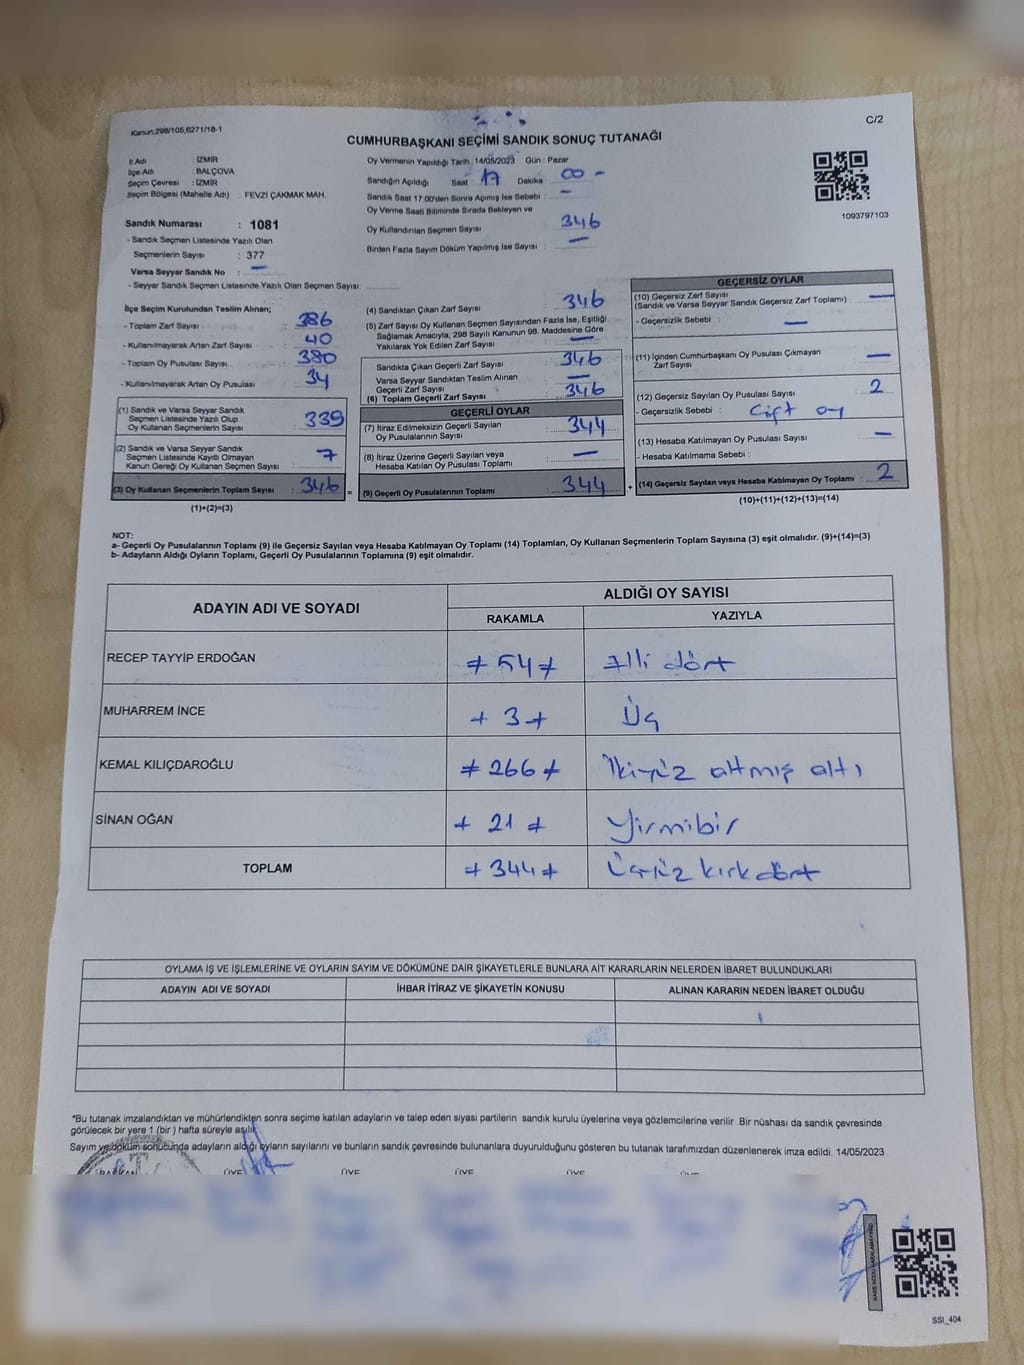 Kanun:298/105,6271/18-1
C/2
CUMHURBAŞKANI SEÇİMİ SANDIK SONUÇ TUTANAĞI
İl Adı : İZMİR
İlçe Adı : BALÇOVA
Seçim Çevresi : İZMİR
Seçim Bölgesi (Mahalle Adı) : FEVZİ ÇAKMAK MAH.
Sandık Numarası : 1081
- Sandık Seçmen Listesinde Yazılı Olan
Seçmenlerin Sayısı : 377
Varsa Seyyar Sandık No : —
- Seyyar Sandık Seçmen Listesinde Yazılı Olan Seçmen Sayısı:
Oy Vermenin Yapıldığı Tarih : 14/05/2023 Gün : Pazar
Sandığın Açıldığı Saat 17 Dakika 00 -
Sandık Saat 17.00'den Sonra Açımış İse Sebebi : —
Oy Verme Saati Bitiminde Sırada Bekleyen ve
Oy Kullandırılan Seçmen Sayısı : 346
Birden Fazla Sayım Döküm Yapılmış İse Sayısı : —
1093797103
İlçe Seçim Kurulundan Teslim Alınan;
- Toplam Zarf Sayısı : 386
- Kullanılmayarak Artan Zarf Sayısı : 40
- Toplam Oy Pusulası Sayısı : 380
- Kullanılmayarak Artan Oy Pusulası : 34
(1) Sandık ve Varsa Seyyar Sandık
Seçmen Listesinde Yazılı Olup
Oy Kullanan Seçmenlerin Sayısı : 339
(2) Sandık ve Varsa Seyyar Sandık
Seçmen Listesinde Kayıtlı Olmayan
Kanun Gereği Oy Kullanan Seçmen Sayısı : 7
(3) Oy Kullanan Seçmenlerin Toplam Sayısı : 346 =
(1)+(2)=(3)
(4) Sandıktan Çıkan Zarf Sayısı : 346
(5) Zarf Sayısı Oy Kullanan Seçmen Sayısından Fazla İse, Eşitliği
Sağlamak Amacıyla, 298 Sayılı Kanunun 98. Maddesine Göre
Yakılarak Yok Edilen Zarf Sayısı : —
Sandıkta Çıkan Geçerli Zarf Sayısı : 346
Varsa Seyyar Sandıktan Teslim Alınan
Geçerli Zarf Sayısı : —
(6) Toplam Geçerli Zarf Sayısı : 346
GEÇERLİ OYLAR
(7) İtiraz Edilmeksizin Geçerli Sayılan
Oy Pusulalarının Sayısı : 344
(8) İtiraz Üzerine Geçerli Sayılan veya
Hesaba Katılan Oy Pusulası Toplamı : —
(9) Geçerli Oy Pusulalarının Toplamı : 344 +
GEÇERSİZ OYLAR
(10) Geçersiz Zarf Sayısı : —
(Sandık ve Varsa Seyyar Sandık Geçersiz Zarf Toplamı)
- Geçersizlik Sebebi : —
(11) İçinden Cumhurbaşkanı Oy Pusulası Çıkmayan
Zarf Sayısı : —
(12) Geçersiz Sayılan Oy Pusulası Sayısı : 2
- Geçersizlik Sebebi : Çift oy
(13) Hesaba Katılmayan Oy Pusulası Sayısı : —
- Hesaba Katılmama Sebebi :
(14) Geçersiz Sayılan veya Hesaba Katılmayan Oy Toplamı : 2
(10)+(11)+(12)+(13)=(14)
NOT:
a- Geçerli Oy Pusulalarının Toplamı (9) ile Geçersiz Sayılan veya Hesaba Katılmayan Oy Toplamı (14) Toplamları, Oy Kullanan Seçmenlerin Toplam Sayısına (3) eşit olmalıdır. (9)+(14)=(3)
b- Adayların Aldığı Oyların Toplamı, Geçerli Oy Pusulalarının Toplamına (9) eşit olmalıdır.
ADAYIN ADI VE SOYADI ALDIĞI OY SAYISI
RAKAMLA YAZIYLA
RECEP TAYYİP ERDOĞAN ≠ 54 ≠ Elli dört
MUHARREM İNCE + 3 + Üç
KEMAL KILIÇDAROĞLU ≠ 266 ≠ İkiyüz altmış altı
SİNAN OĞAN + 21 + Yirmibir
TOPLAM + 344 + Üçyüz kırkdört
OYLAMA İŞ VE İŞLEMLERİNE VE OYLARIN SAYIM VE DÖKÜMÜNE DAİR ŞİKAYETLERLE BUNLARA AİT KARARLARIN NELERDEN İBARET BULUNDUKLARI
ADAYIN ADI VE SOYADI İHBAR İTİRAZ VE ŞİKAYETİN KONUSU ALINAN KARARIN NEDEN İBARET OLDUĞU
*Bu tutanak imzalandıktan ve mühürlendikten sonra seçime katılan adayların ve talep eden siyasi partilerin sandık kurulu üyelerine veya gözlemcilerine verilir .Bir nüshası da sandık çevresinde
görülecek bir yere 1 (bir ) hafta süreyle asılır.
Sayım ve döküm sonucunda adayların aldığı oyların sayılarını ve bunların sandık çevresinde bulunanlara duyurulduğunu gösteren bu tutanak tarafımızdan düzenlenerek imza edildi. 14/05/2023
BAŞKAN ÜYE ÜYE ÜYE ÜYE ÜYE
SSI_404